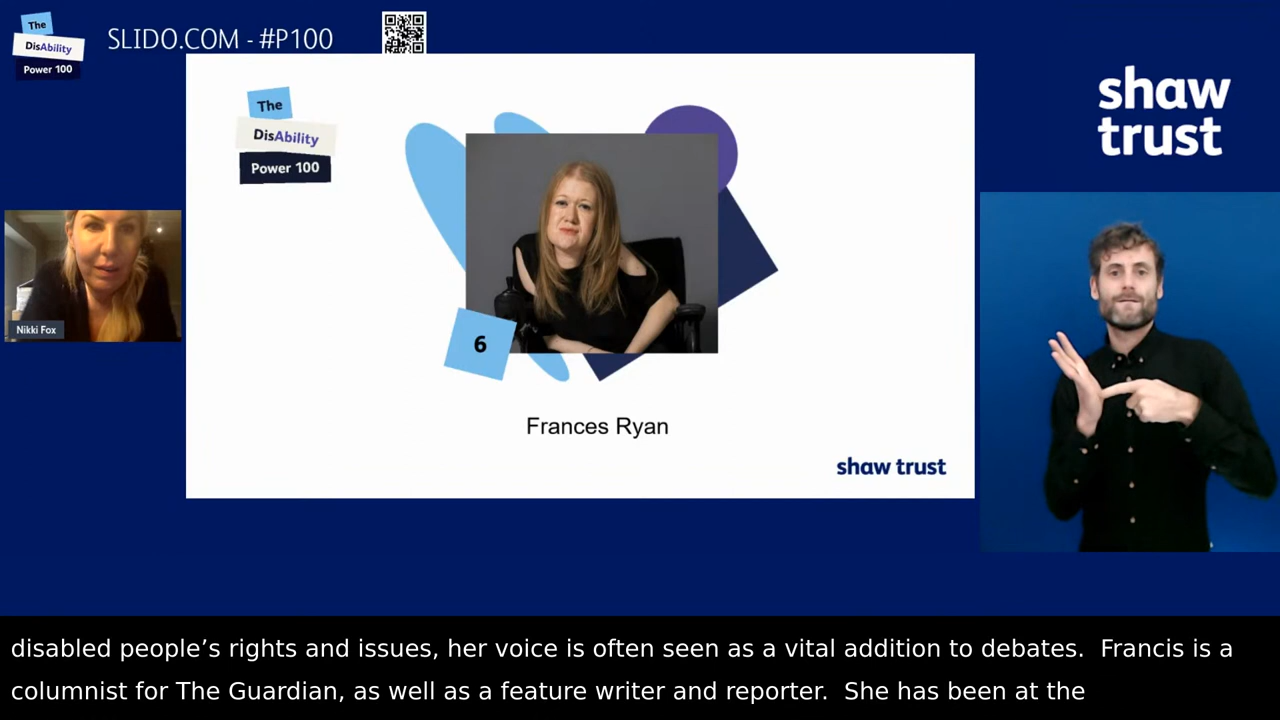 The
DisAbility
Power 100
SLIDO.COM - #P100
shaw
trust
The
DisAbility
Power 100
6
Nikki Fox
Frances Ryan
shaw trust
disabled people’s rights and issues, her voice is often seen as a vital addition to debates.  Francis is a
columnist for The Guardian, as well as a feature writer and reporter.  She has been at the